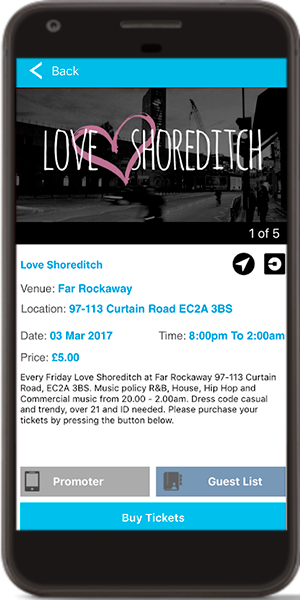 Back
LOVE SHOREDITCH
1 of 5
Love Shoreditch
Venue: Far Rockaway
Location: 97-113 Curtain Road EC2A 3BS
Date: 03 Mar 2017 Time: 8:00pm To 2:00am
Price: £5.00
Every Friday Love Shoreditch at Far Rockaway 97-113 Curtain
Road, EC2A 3BS. Music policy R&B, House, Hip Hop and
Commercial music from 20.00 - 2.00am. Dress code casual
and trendy, over 21 and ID needed. Please purchase your
tickets by pressing the button below.
Promoter Guest List
Buy Tickets